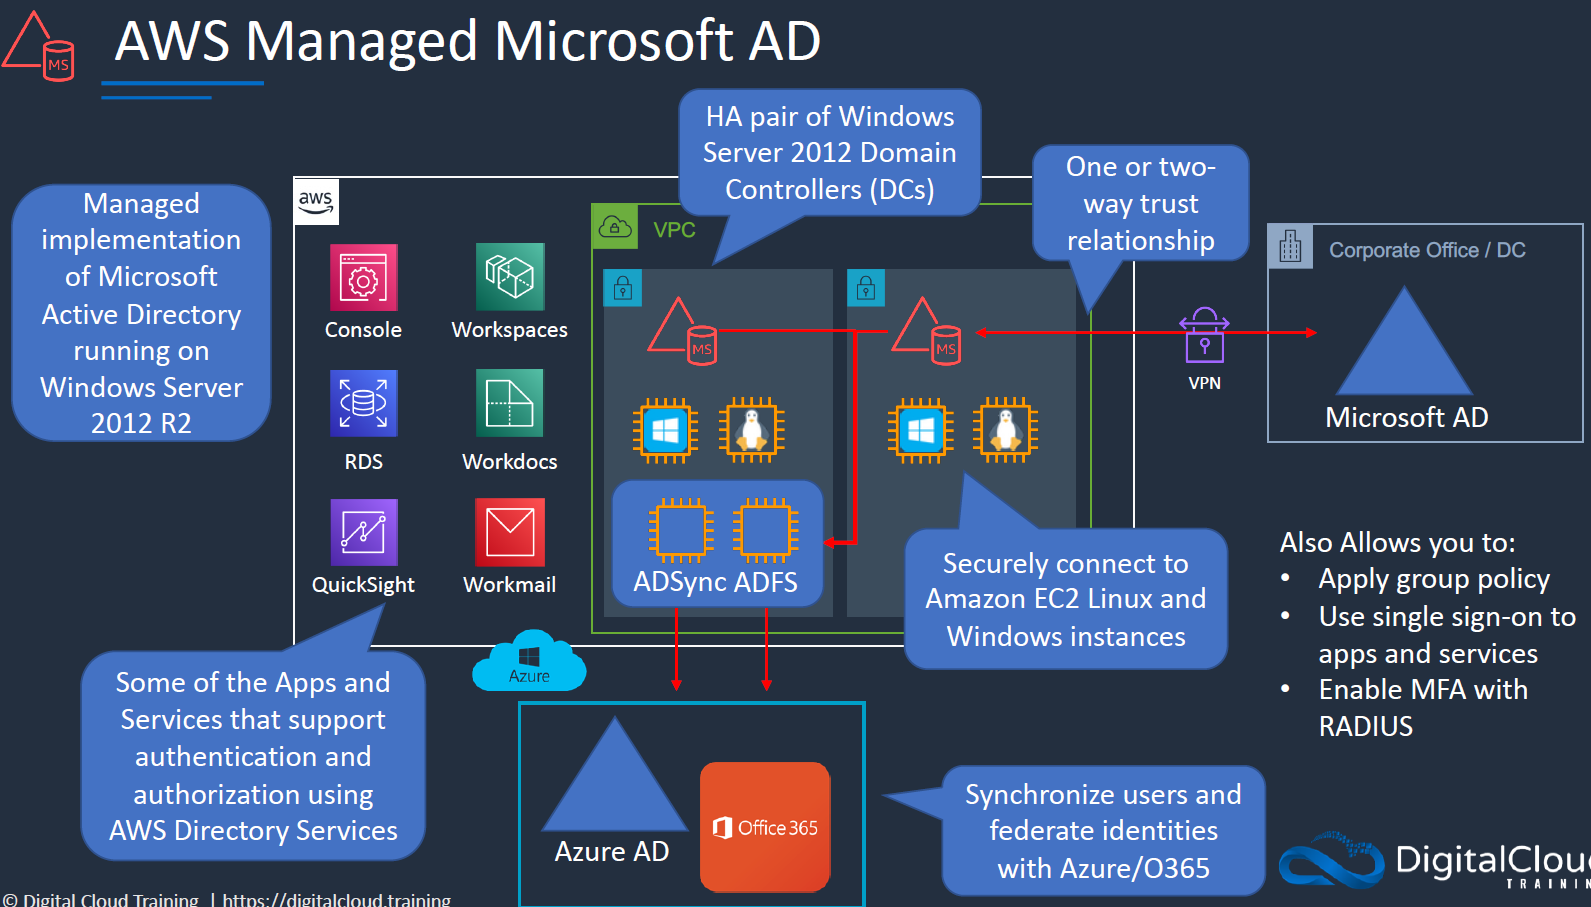 AWS Managed Microsoft AD
MS
HA pair of Windows
Server 2012 Domain
Controllers (DCs)
One or two-
way trust
relationship
Managed
implementation
of Microsoft
Active Directory
running on
Windows Server
2012 R2
aws
VPC
Corporate Office / DC
Console
Workspaces
MS
MS
VPN
Microsoft AD
RDS
Workdocs
QuickSight
Workmail
ADSync ADFS
Securely connect to
Amazon EC2 Linux and
Windows instances
Also Allows you to:
• Apply group policy
• Use single sign-on to
apps and services
• Enable MFA with
RADIUS
Some of the Apps and
Services that support
authentication and
authorization using
AWS Directory Services
Azure
Azure AD
Office 365
Synchronize users and
federate identities
with Azure/O365
DigitalClou
TRAININ
© Digital Cloud Training | https://digitalcloud.training